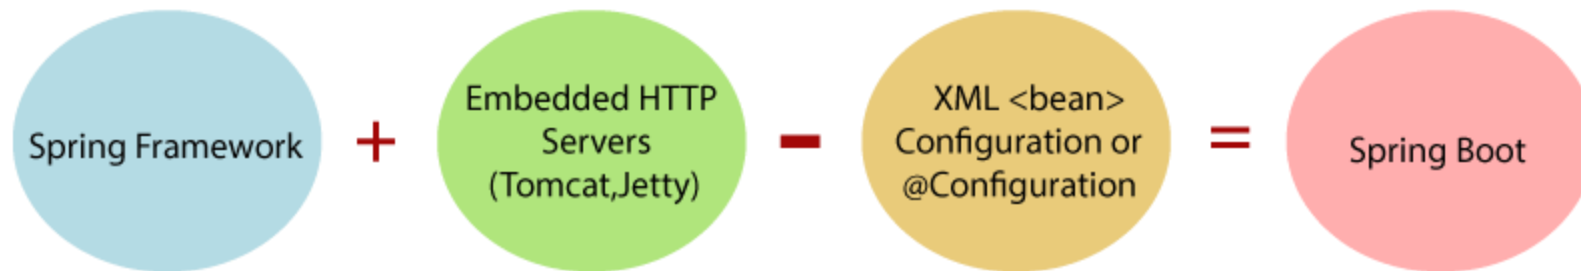 Spring Framework
+
Embedded HTTP
Servers
(Tomcat,Jetty)
-
XML <bean>
Configuration or
@Configuration
=
Spring Boot